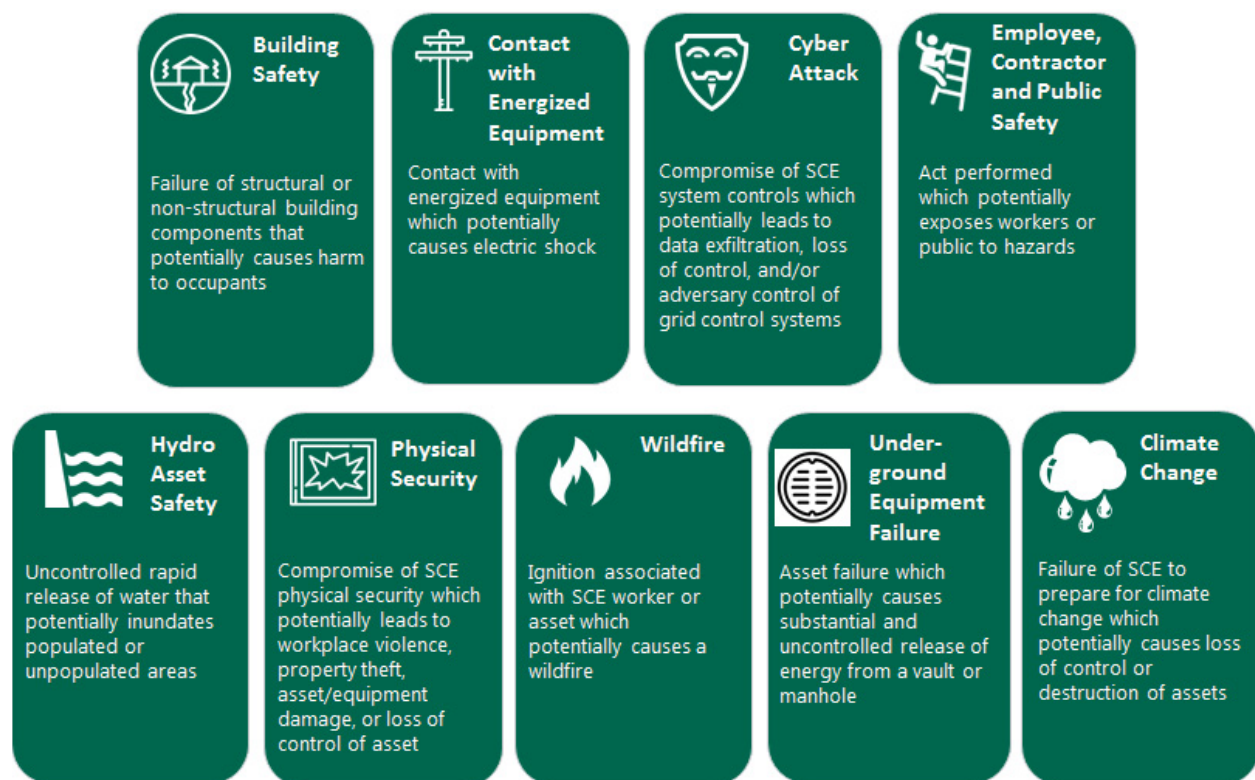 Building
Safety
Failure of structural or
non-structural building
components that
potentially causes harm
to occupants
Contact
with
Energized
Equipment
Contact with
energized equipment
which potentially
causes electric shock
Cyber
Attack
Compromise of SCE
system controls which
potentially leads to
data exfiltration, loss
of control, and/or
adversary control of
grid control systems
Employee,
Contractor
and Public
Safety
Act performed
which potentially
exposes workers or
public to hazards
Hydro
Asset
Safety
Uncontrolled rapid
release of water that
potentially inundates
populated or
unpopulated areas
Physical
Security
Compromise of SCE
physical security which
potentially leads to
workplace violence,
property theft,
asset/equipment
damage, or loss of
control of asset
Wildfire
Ignition associated
with SCE worker or
asset which
potentially causes a
wildfire
Under-
ground
Equipment
Failure
Asset failure which
potentially causes
substantial and
uncontrolled release of
energy from a vault or
manhole
Climate
Change
Failure of SCE to
prepare for climate
change which
potentially causes loss
of control or
destruction of assets